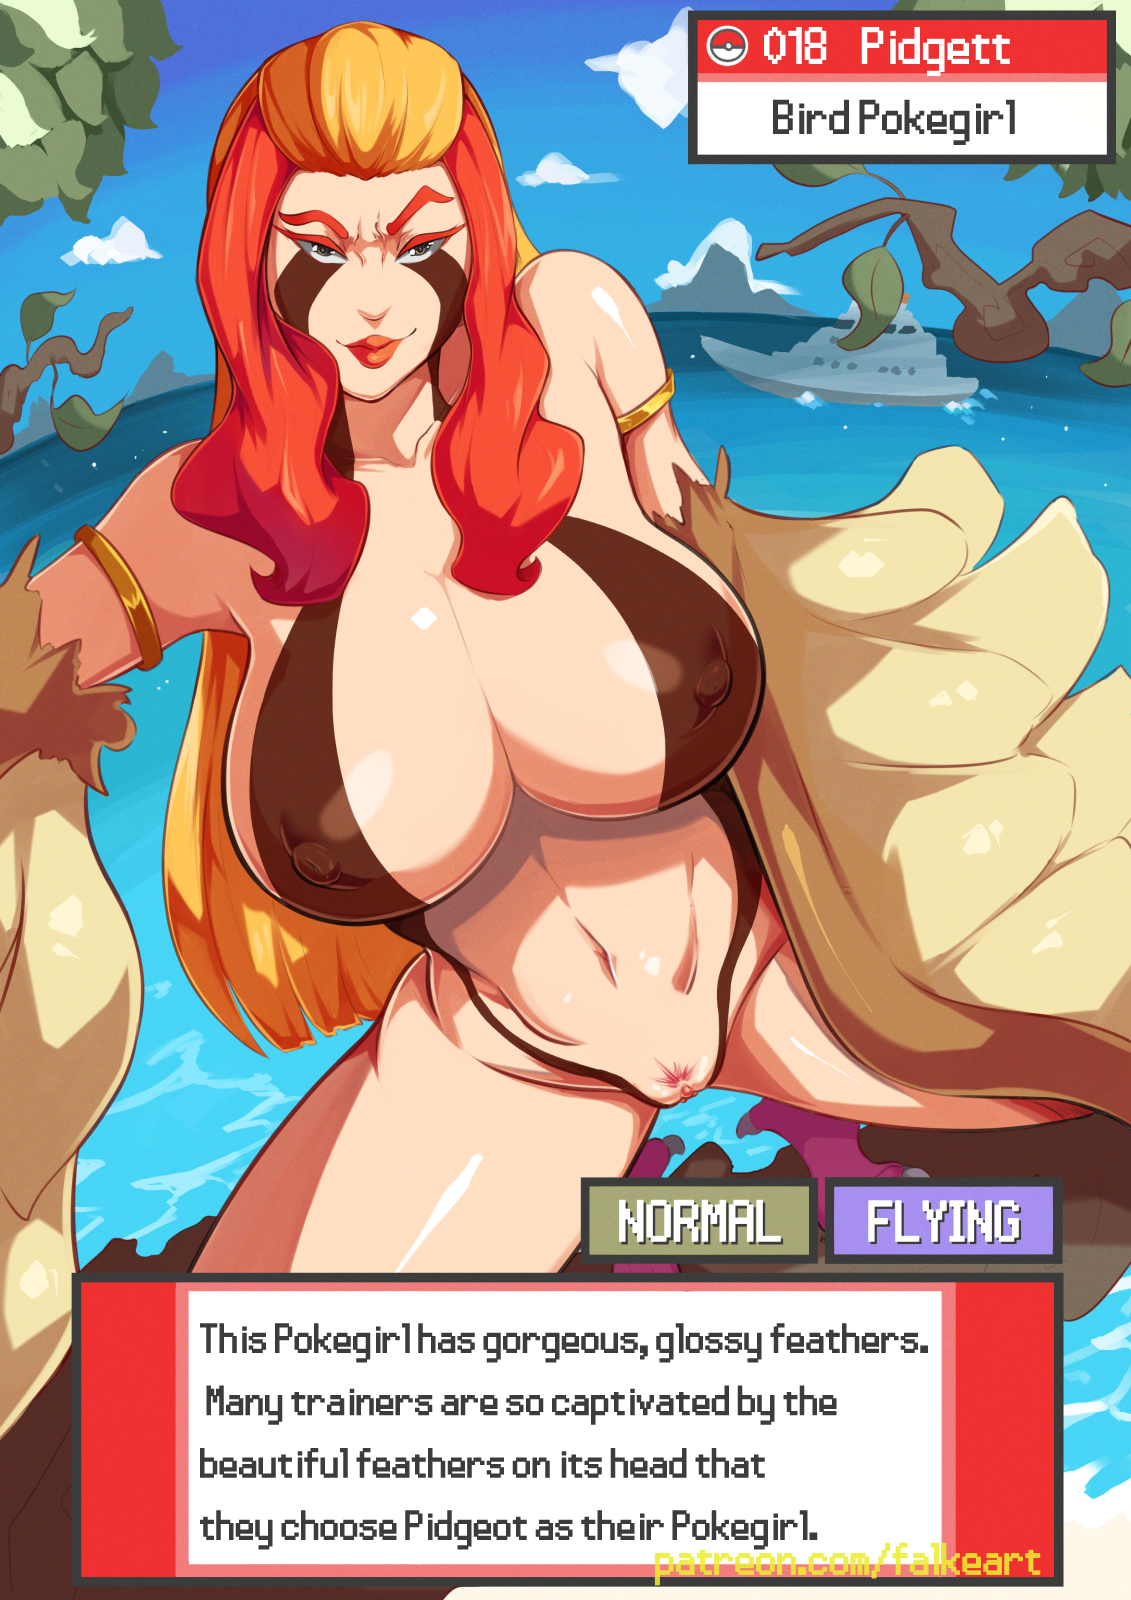 018 Pidgett
Bird Pokegirl
NORMAL FLYING
This Pokegirl has gorgeous, glossy feathers.
Many trainers are so captivated by the
beautiful feathers on its head that
they choose Pidgeot as their Pokegirl.
patreon.com/falkeart